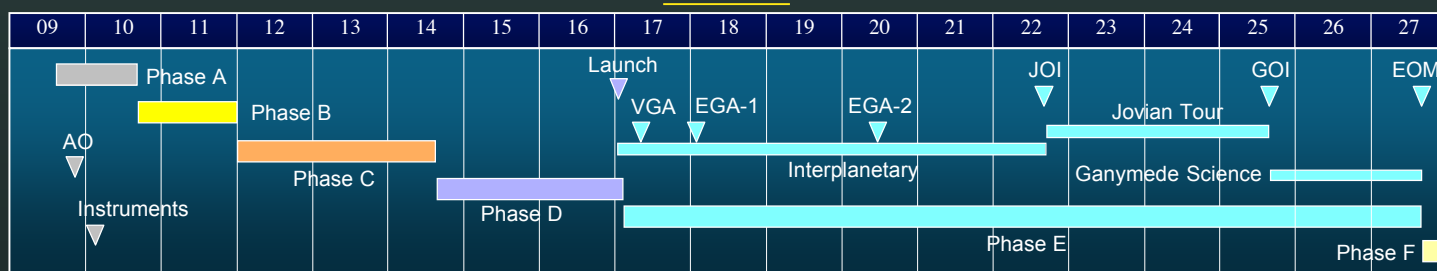 09 10 11 12 13 14 15 16 17 18 19 20 21 22 23 24 25 26 27
Launch JOI GOI EOM
Phase A
VGA EGA-1 EGA-2
Phase B Jovian Tour
AO
Phase C Interplanetary Ganymede Science
Instruments Phase D
Phase E
Phase F